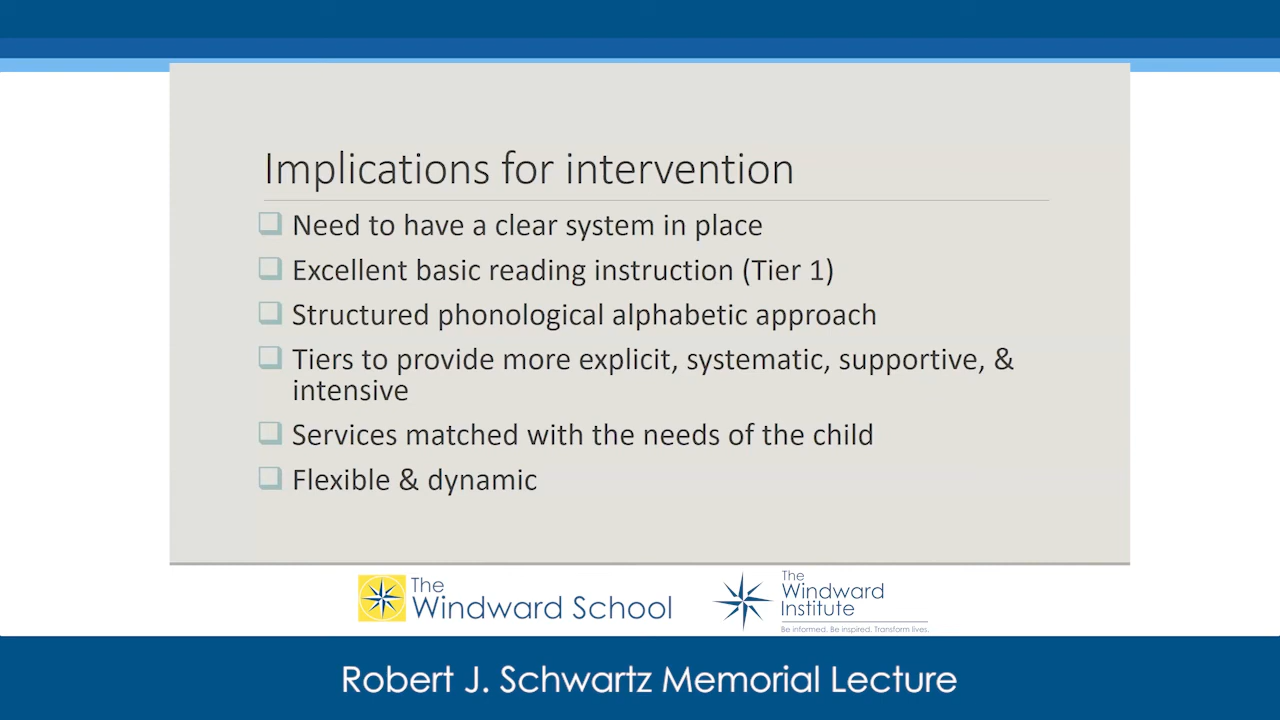 Implications for intervention
Need to have a clear system in place
Excellent basic reading instruction (Tier 1)
Structured phonological alphabetic approach
Tiers to provide more explicit, systematic, supportive, &
intensive
Services matched with the needs of the child
Flexible & dynamic
The
Windward School
The
Windward
Institute
Be informed. Be inspired. Transform lives.
Robert J. Schwartz Memorial Lecture